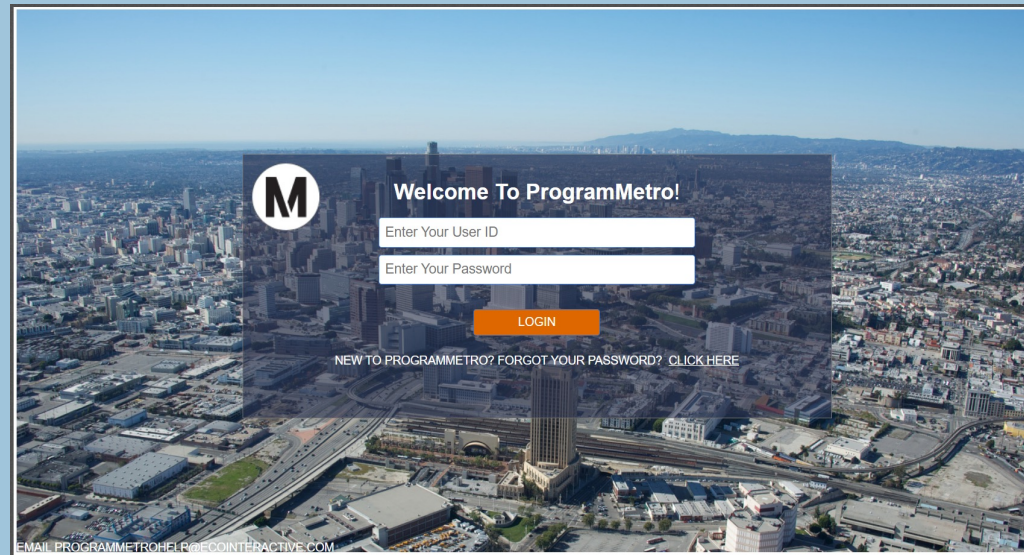 M
Welcome To ProgramMetro!
Enter Your User ID
Enter Your Password
LOGIN
NEW TO PROGRAMMETRO? FORGOT YOUR PASSWORD? CLICK HERE
EMAIL PROGRAMMETROHELP@ECOINTERACTIVE.COM